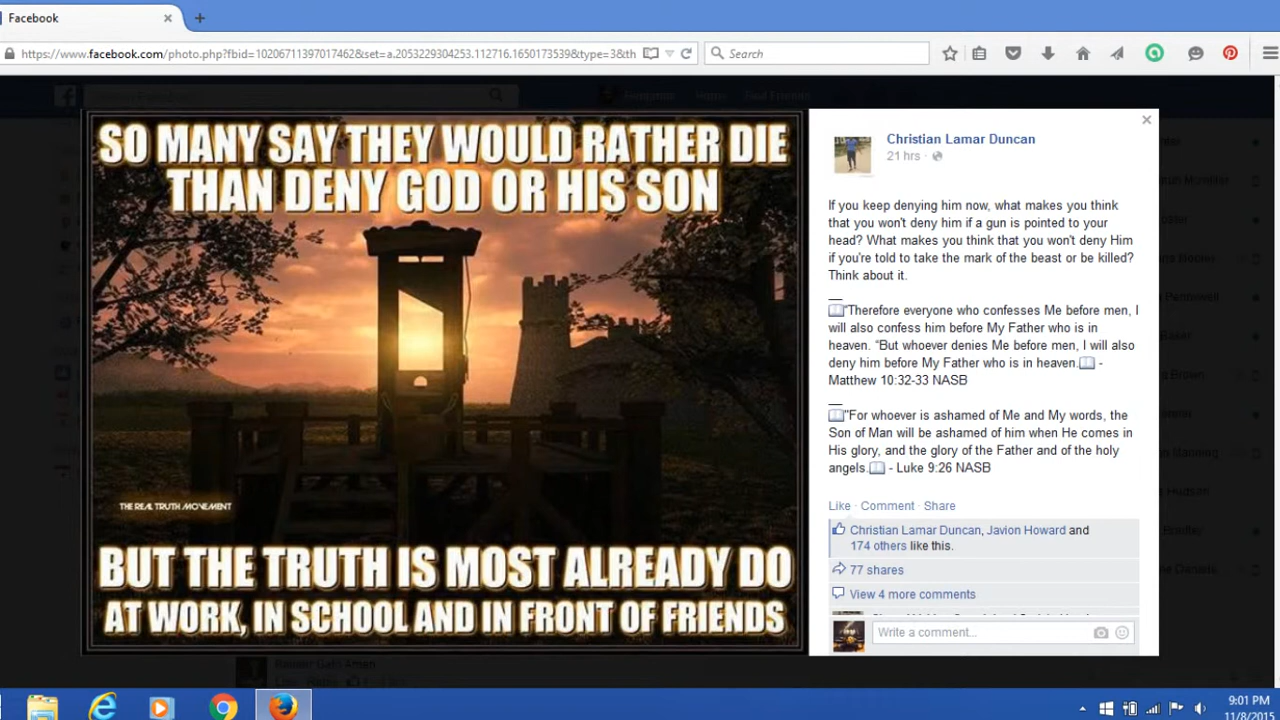 Facebook
https://www.facebook.com/photo.php?fbid=10206711397017462&set=a.2053229304253.112716.1650173539&type=3&th
Search
SO MANY SAY THEY WOULD RATHER DIE
THAN DENY GOD OR HIS SON
THE REAL TRUTH MOVEMENT
BUT THE TRUTH IS MOST ALREADY DO
AT WORK, IN SCHOOL AND IN FRONT OF FRIENDS
Christian Lamar Duncan
21 hrs ·
If you keep denying him now, what makes you think
that you won't deny him if a gun is pointed to your
head? What makes you think that you won't deny Him
if you're told to take the mark of the beast or be killed?
Think about it.
__
📖"Therefore everyone who confesses Me before men, I
will also confess him before My Father who is in
heaven. "But whoever denies Me before men, I will also
deny him before My Father who is in heaven.📖 -
Matthew 10:32-33 NASB
__
📖"For whoever is ashamed of Me and My words, the
Son of Man will be ashamed of him when He comes in
His glory, and the glory of the Father and of the holy
angels.📖 - Luke 9:26 NASB
Like · Comment · Share
Christian Lamar Duncan, Javion Howard and
174 others like this.
77 shares
View 4 more comments
Write a comment...
9:01 PM
11/8/2015